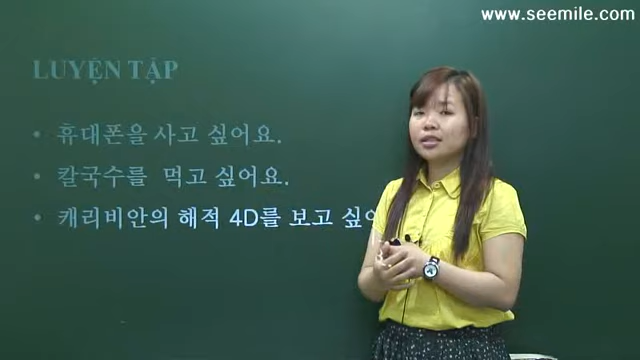 www.seemile.com
LUYỆN TẬP
• 휴대폰을 사고 싶어요.
• 칼국수를 먹고 싶어요.
• 캐리비안의 해적 4D를 보고